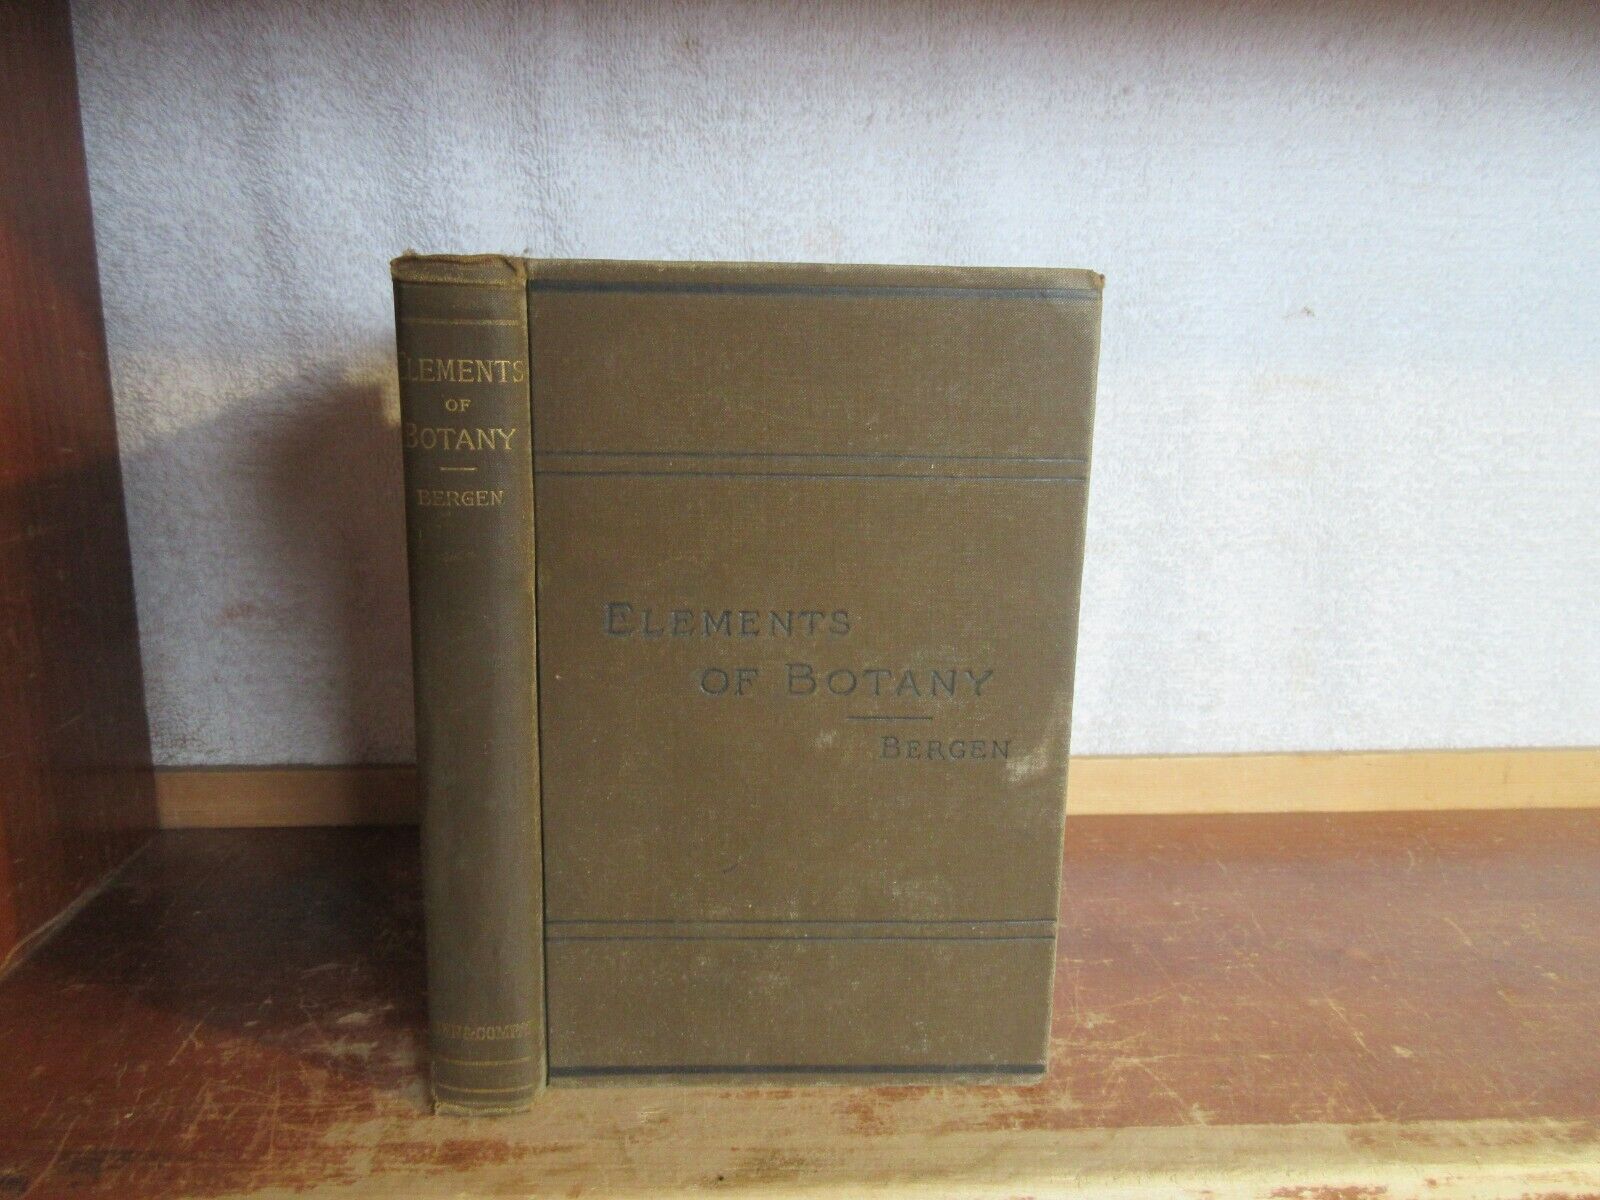 ELEMENTS
OF
BOTANY
BERGEN
ELEMENTS
OF BOTANY
BERGEN